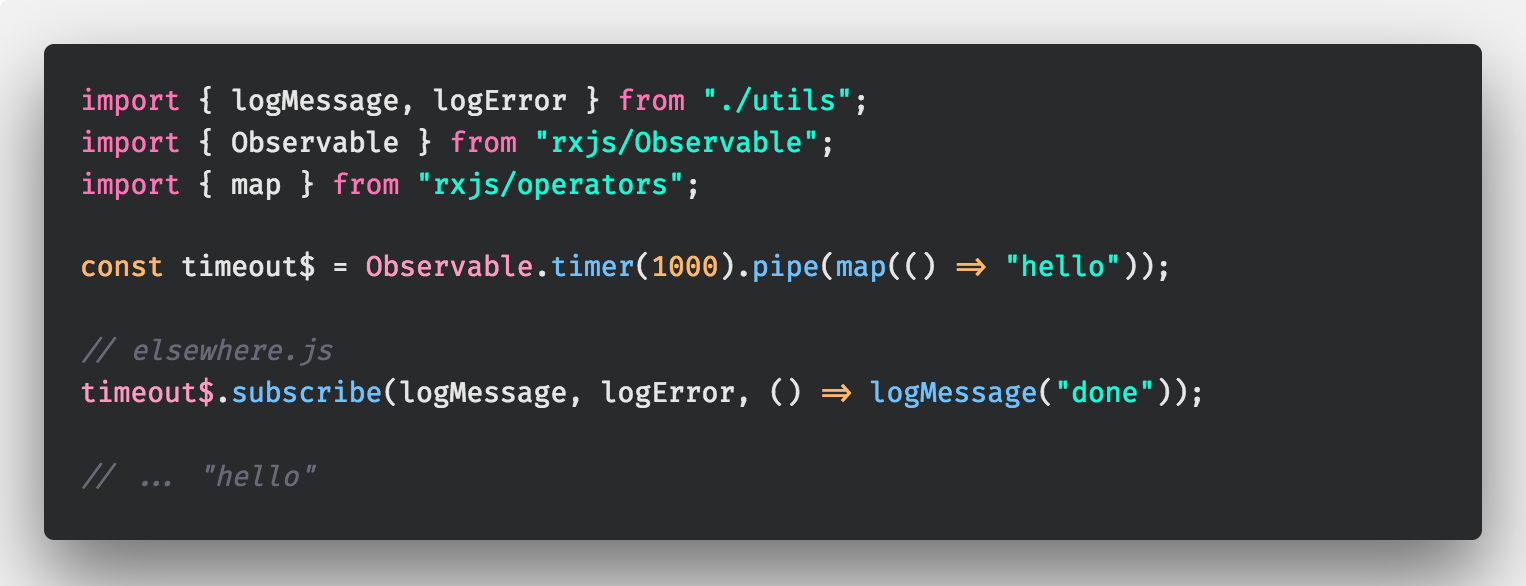 import { logMessage, logError } from "./utils";
import { Observable } from "rxjs/Observable";
import { map } from "rxjs/operators";
const timeout$ = Observable.timer(1000).pipe(map(() => "hello"));
// elsewhere.js
timeout$.subscribe(logMessage, logError, () => logMessage("done"));
// ... "hello"